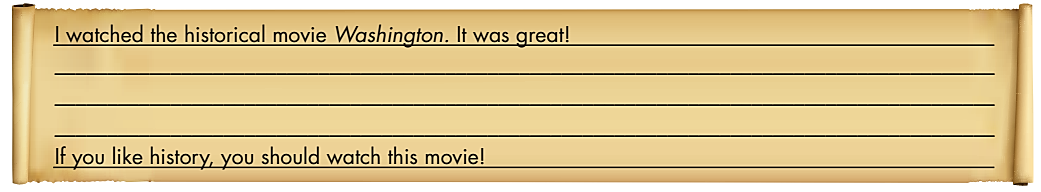 I watched the historical movie Washington. It was great!
If you like history, you should watch this movie!